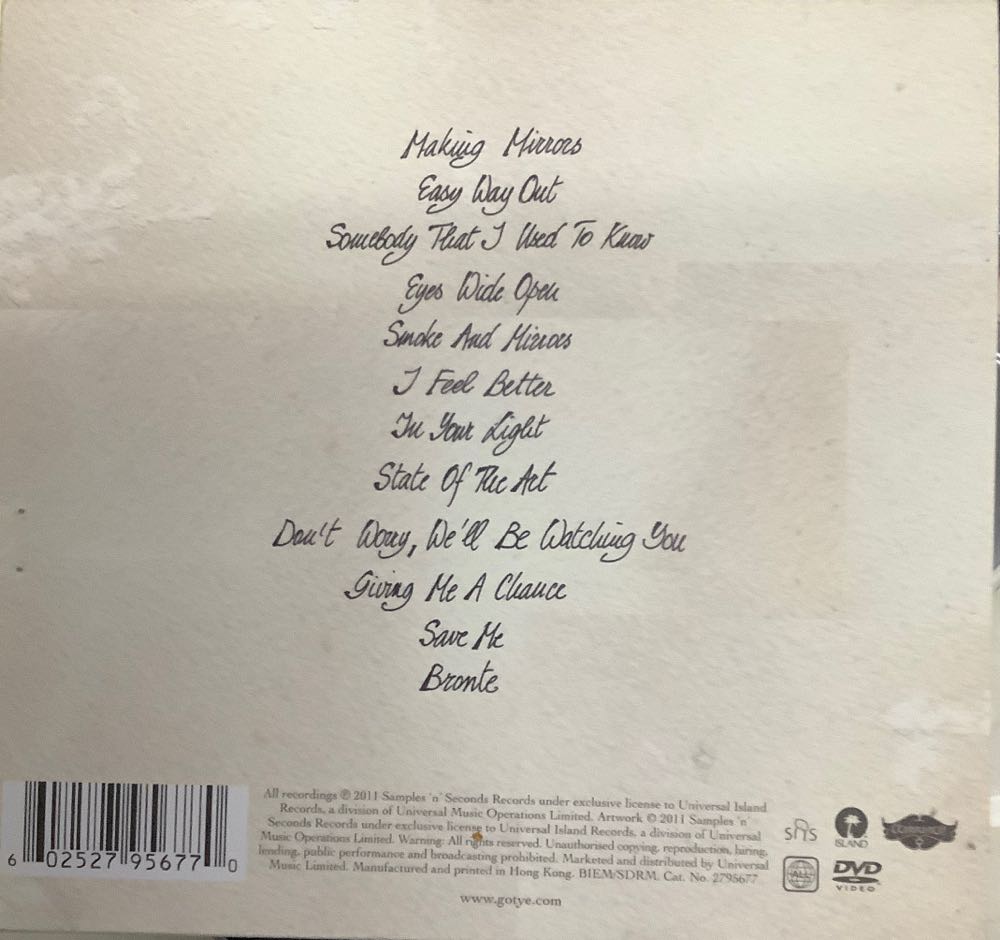 Making Mirrors
Easy Way Out
Somebody That I Used To Know
Eyes Wide Open
Smoke And Mirrors
I Feel Better
In Your Light
State Of The Art
Don't Worry, We'll Be Watching You
Giving Me A Chance
Save Me
Bronte
All recordings ℗ 2011 Samples 'n' Seconds Records under exclusive license to Universal Island
Records, a division of Universal Music Operations Limited. Artwork © 2011 Samples 'n'
Seconds Records under exclusive license to Universal Island Records, a division of Universal
Music Operations Limited. Warning: All rights reserved. Unauthorised copying, reproduction, hiring,
lending, public performance and broadcasting prohibited. Marketed and distributed by Universal
Music Limited. Manufactured and printed in Hong Kong. BIEM/SDRM. Cat. No. 2795677
www.gotye.com
6 02527 95677 0
sns
ISLAND
ALL
DVD
VIDEO